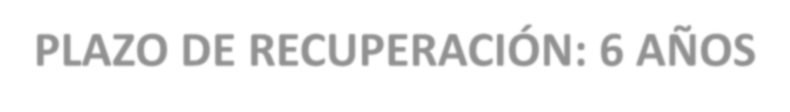 PLAZO DE RECUPERACIÓN: 6 AÑOS